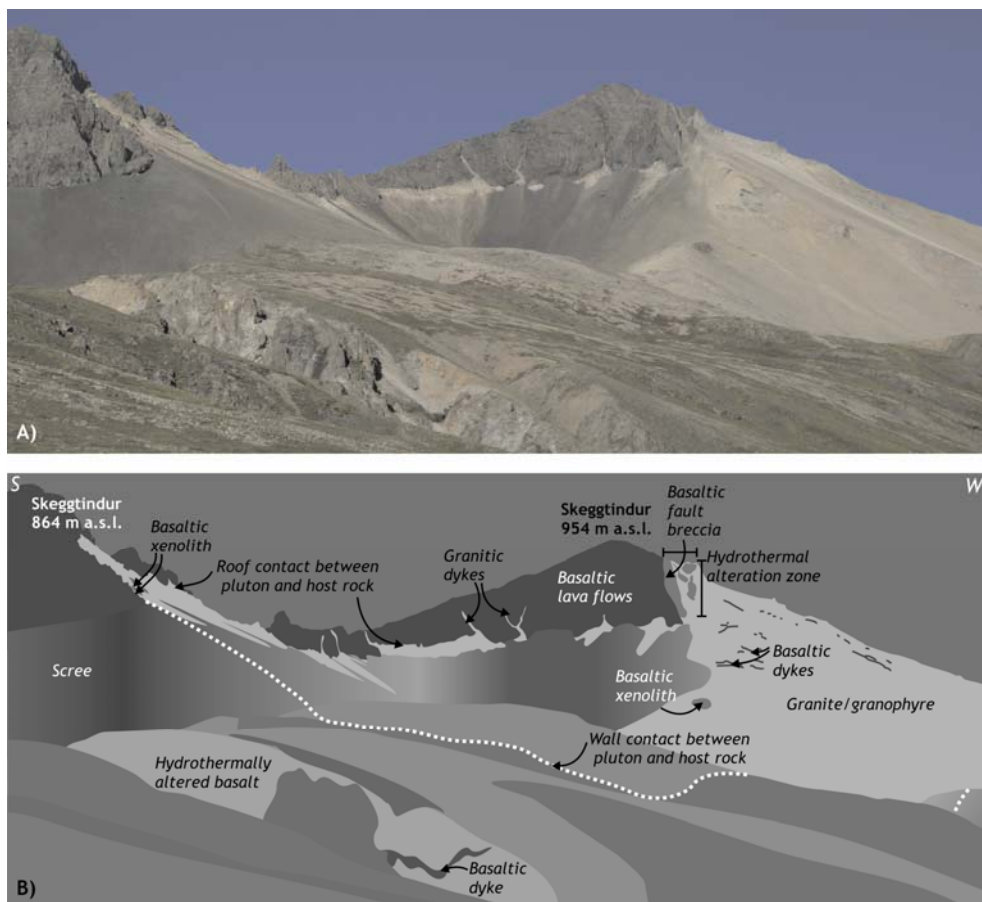 A)
S
W
Skeggtindur
864 m a.s.l.
Basaltic
xenolith
Roof contact between
pluton and host rock
Granitic
dykes
Skeggtindur
954 m a.s.l.
Basaltic
fault
breccia
Hydrothermal
alteration zone
Basaltic
lava flows
Scree
Basaltic
xenolith
Basaltic
dykes
Granite/granophyre
Wall contact between
pluton and host rock
Hydrothermally
altered basalt
Basaltic
dyke
B)